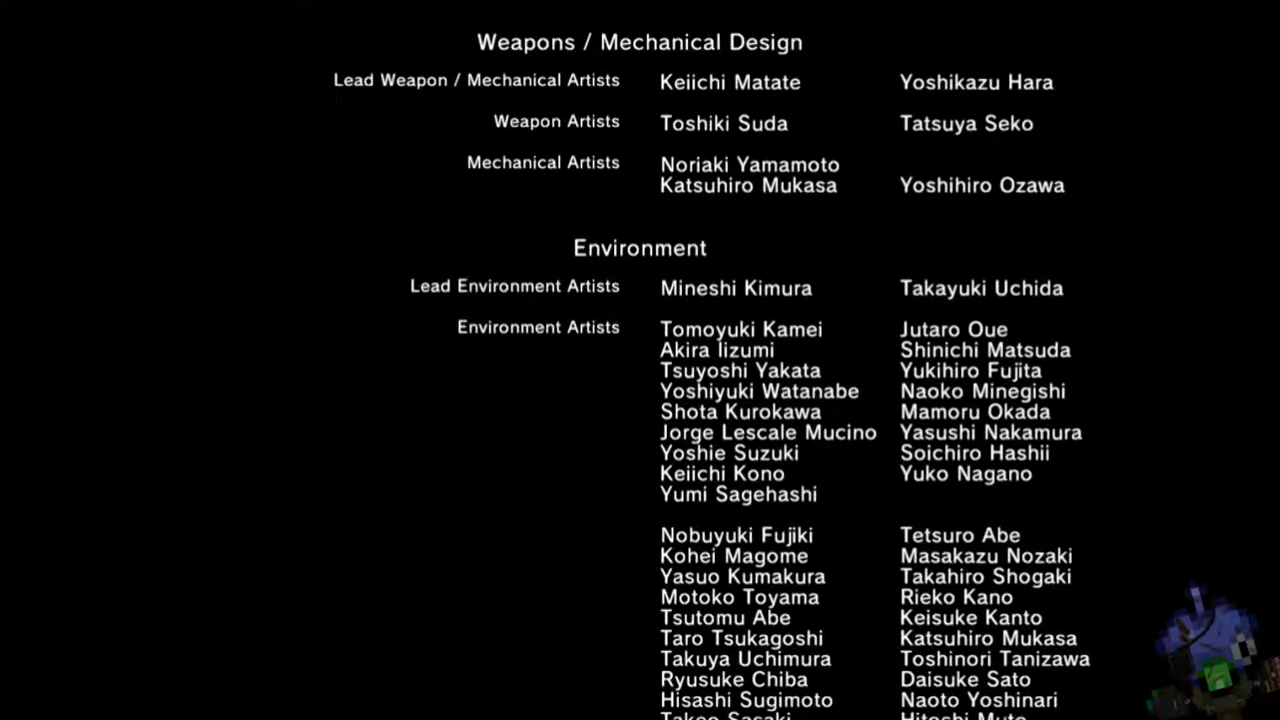 Weapons / Mechanical Design
Lead Weapon / Mechanical Artists Keiichi Matate Yoshikazu Hara
Weapon Artists Toshiki Suda Tatsuya Seko
Mechanical Artists Noriaki Yamamoto
Katsuhiro Mukasa Yoshihiro Ozawa
Environment
Lead Environment Artists Mineshi Kimura Takayuki Uchida
Environment Artists Tomoyuki Kamei Jutaro Oue
Akira Iizumi Shinichi Matsuda
Tsuyoshi Yakata Yukihiro Fujita
Yoshiyuki Watanabe Naoko Minegishi
Shota Kurokawa Mamoru Okada
Jorge Lescale Mucino Yasushi Nakamura
Yoshie Suzuki Soichiro Hashii
Keiichi Kono Yuko Nagano
Yumi Sagehashi
Nobuyuki Fujiki Tetsuro Abe
Kohei Magome Masakazu Nozaki
Yasuo Kumakura Takahiro Shogaki
Motoko Toyama Rieko Kano
Tsutomu Abe Keisuke Kanto
Taro Tsukagoshi Katsuhiro Mukasa
Takuya Uchimura Toshinori Tanizawa
Ryusuke Chiba Daisuke Sato
Hisashi Sugimoto Naoto Yoshinari
Takeo Sasaki Hitoshi Muto